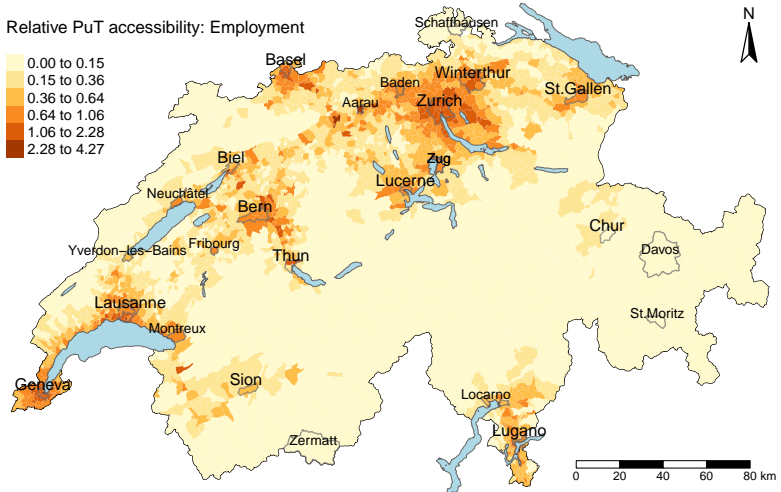 Relative PuT accessibility: Employment
0.00 to 0.15
0.15 to 0.36
0.36 to 0.64
0.64 to 1.06
1.06 to 2.28
2.28 to 4.27
N
Schaffhausen
Basel
Baden
Winterthur
Aarau
Zurich
St.Gallen
Biel
Zug
Neuchâtel
Lucerne
Bern
Chur
Yverdon−les−Bains
Fribourg
Thun
Davos
Lausanne
Montreux
St.Moritz
Geneva
Sion
Locarno
Zermatt
Lugano
0 20 40 60 80 km